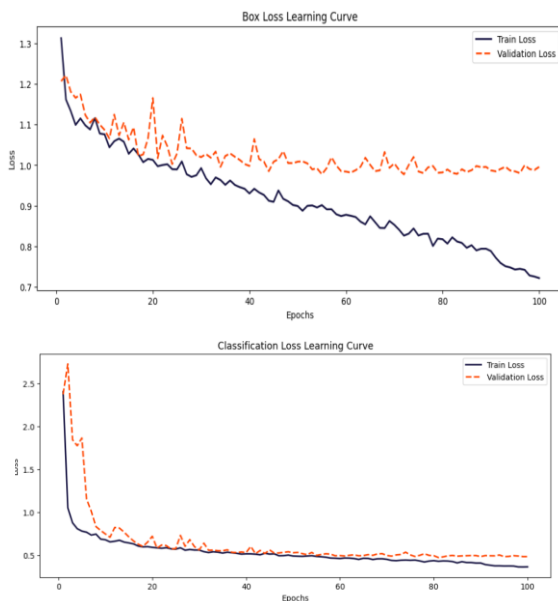 Box Loss Learning Curve
Train Loss
Validation Loss
1.3
1.2
1.1
1.0
0.9
0.8
0.7
Loss
0
20
40
60
80
100
Epochs
Classification Loss Learning Curve
Train Loss
Validation Loss
2.5
2.0
1.5
1.0
0.5
Loss
0
20
40
60
80
100
Epochs